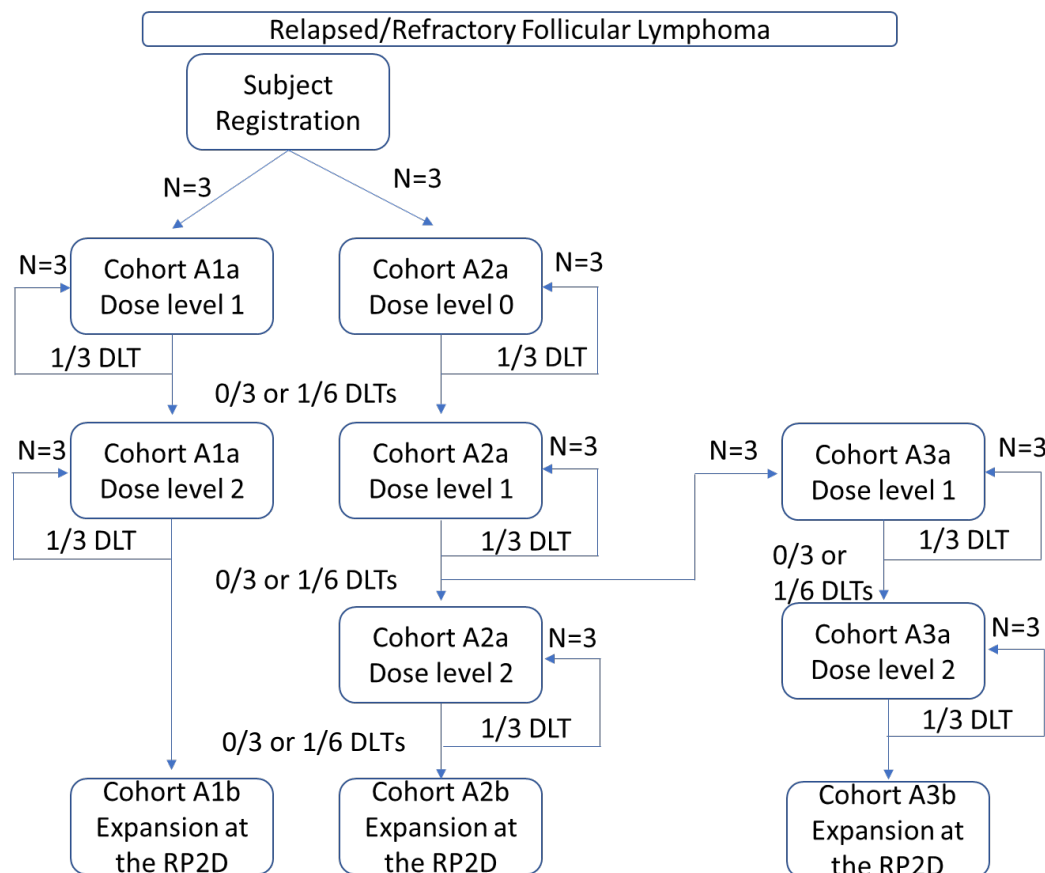 Relapsed/Refractory Follicular Lymphoma
Subject
Registration
N=3
N=3
N=3
Cohort A1a
Dose level 1
Cohort A2a
Dose level 0
N=3
1/3 DLT
1/3 DLT
0/3 or 1/6 DLTs
N=3
Cohort A1a
Dose level 2
Cohort A2a
Dose level 1
N=3
N=3
Cohort A3a
Dose level 1
N=3
1/3 DLT
1/3 DLT
1/3 DLT
0/3 or 1/6 DLTs
0/3 or
1/6 DLTs
Cohort A2a
Dose level 2
N=3
Cohort A3a
Dose level 2
N=3
1/3 DLT
1/3 DLT
0/3 or 1/6 DLTs
Cohort A1b
Expansion at
the RP2D
Cohort A2b
Expansion at
the RP2D
Cohort A3b
Expansion at
the RP2D